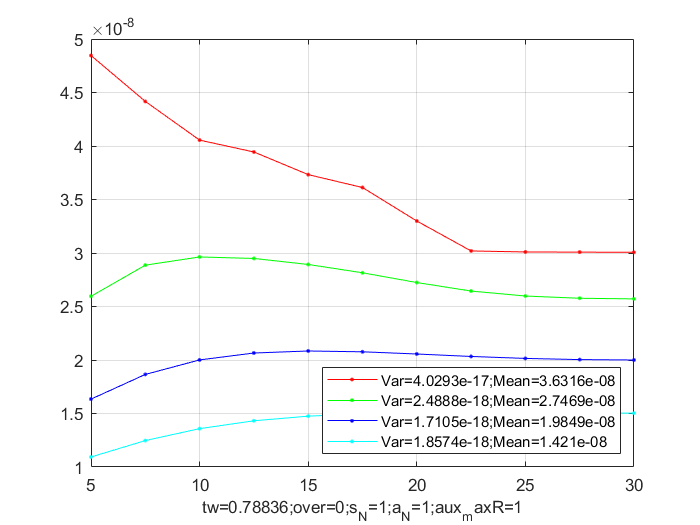 ×10-8
5
4.5
4
3.5
3
2.5
2
1.5
1
Var=4.0293e-17;Mean=3.6316e-08
Var=2.4888e-18;Mean=2.7469e-08
Var=1.7105e-18;Mean=1.9849e-08
Var=1.8574e-18;Mean=1.421e-08
5 10 15 20 25 30
tw=0.78836;over=0;sN=1;aN=1;auxmaxR=1